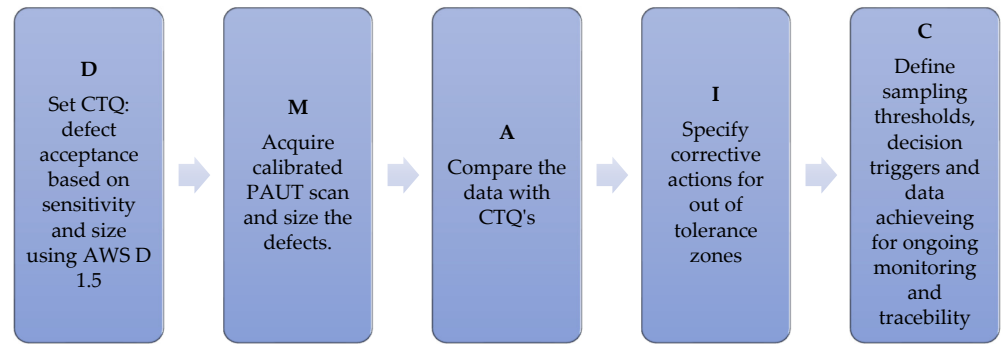 D
Set CTQ:
defect
acceptance
based on
sensitivity
and size
using AWS D
1.5
M
Acquire
calibrated
PAUT scan
and size the
defects.
A
Compare the
data with
CTQ's
I
Specify
corrective
actions for
out of
tolerance
zones
C
Define
sampling
thresholds,
decision
triggers and
data
achieveing
for ongoing
monitoring
and
tracebility